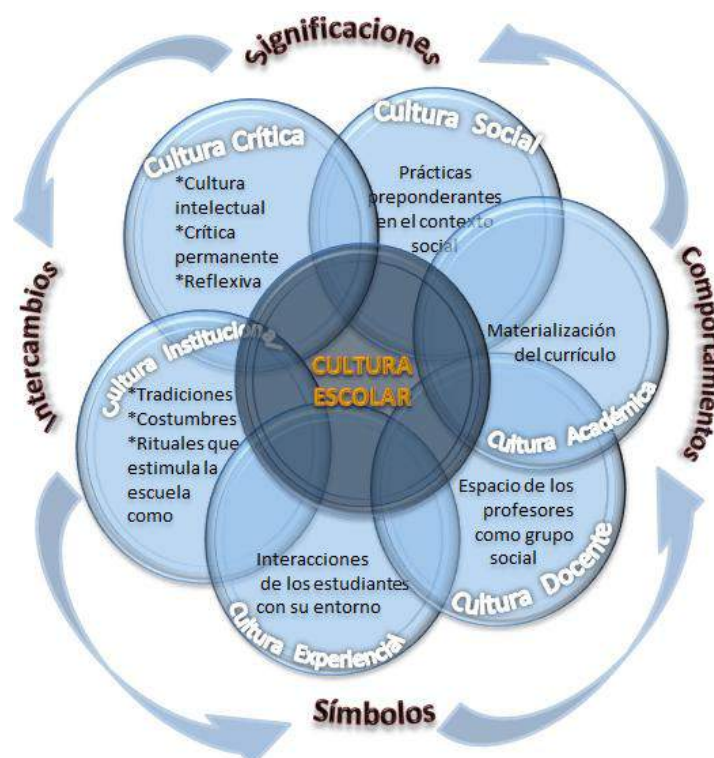 Significaciones
Cultura Crítica
*Cultura
intelectual
*Crítica
permanente
*Reflexiva
Cultura Social
Prácticas
preponderantes
en el contexto
social
Intercambios
Comportamientos
Materialización
del currículo
Cultura Académica
CULTURA
ESCOLAR
Cultura Institucional
*Tradiciones
*Costumbres
*Rituales que
estimula la
escuela
como
Espacio de los
profesores
como grupo
social
Cultura Docente
Interacciones
de los estudiantes
con su entorno
Cultura Experiencial
Símbolos